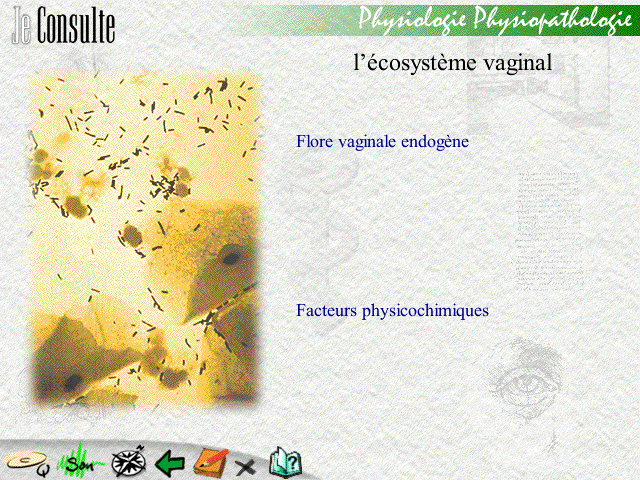 Je Consulte
Physiologie Physiopathologie
l'écosystème vaginal
Flore vaginale endogène
Facteurs physicochimiques
Q
Son
N
?